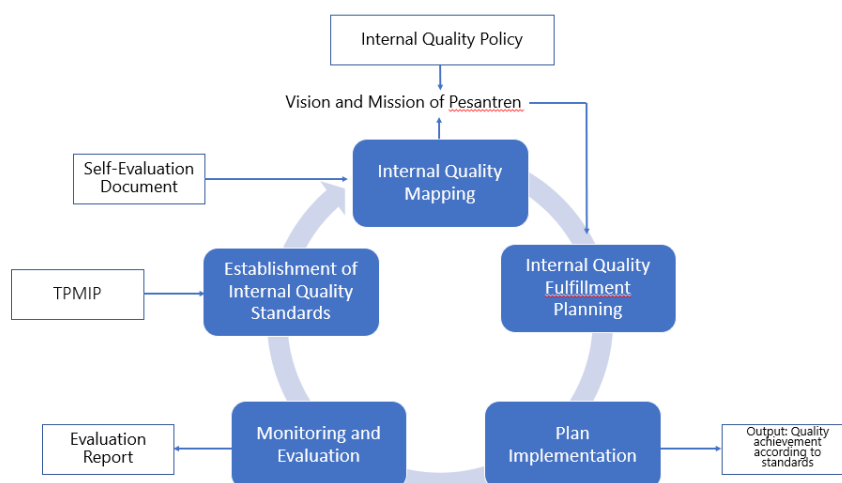 Internal Quality Policy
Vision and Mission of Pesantren
Internal Quality
Mapping
Self-Evaluation
Document
Establishment of
Internal Quality
Standards
Internal Quality
Fulfillment
Planning
TPMIP
Monitoring and
Evaluation
Plan
Implementation
Evaluation
Report
Output: Quality
achievement
according to
standards